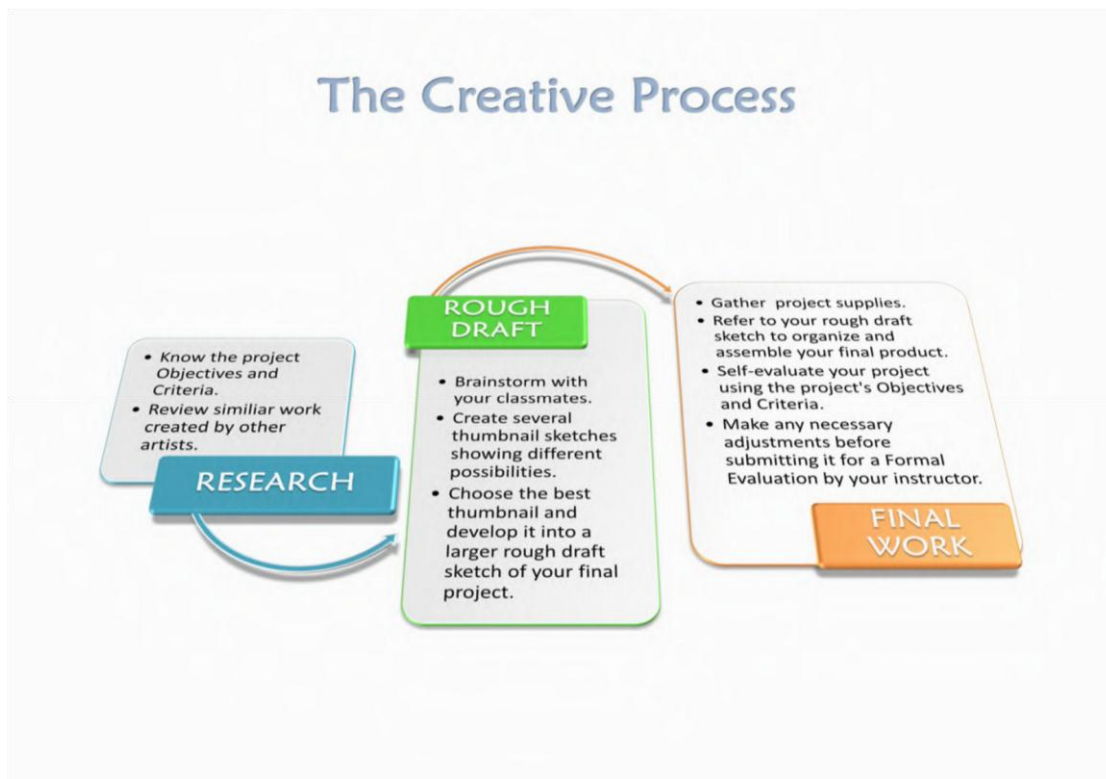 The Creative Process
• Know the project
Objectives and
Criteria.
• Review similiar work
created by other
artists.
RESEARCH
ROUGH
DRAFT
• Brainstorm with
your classmates.
• Create several
thumbnail sketches
showing different
possibilities.
• Choose the best
thumbnail and
develop it into a
larger rough draft
sketch of your final
project.
• Gather project supplies.
• Refer to your rough draft
sketch to organize and
assemble your final product.
• Self-evaluate your project
using the project's Objectives
and Criteria.
• Make any necessary
adjustments before
submitting it for a Formal
Evaluation by your instructor.
FINAL
WORK